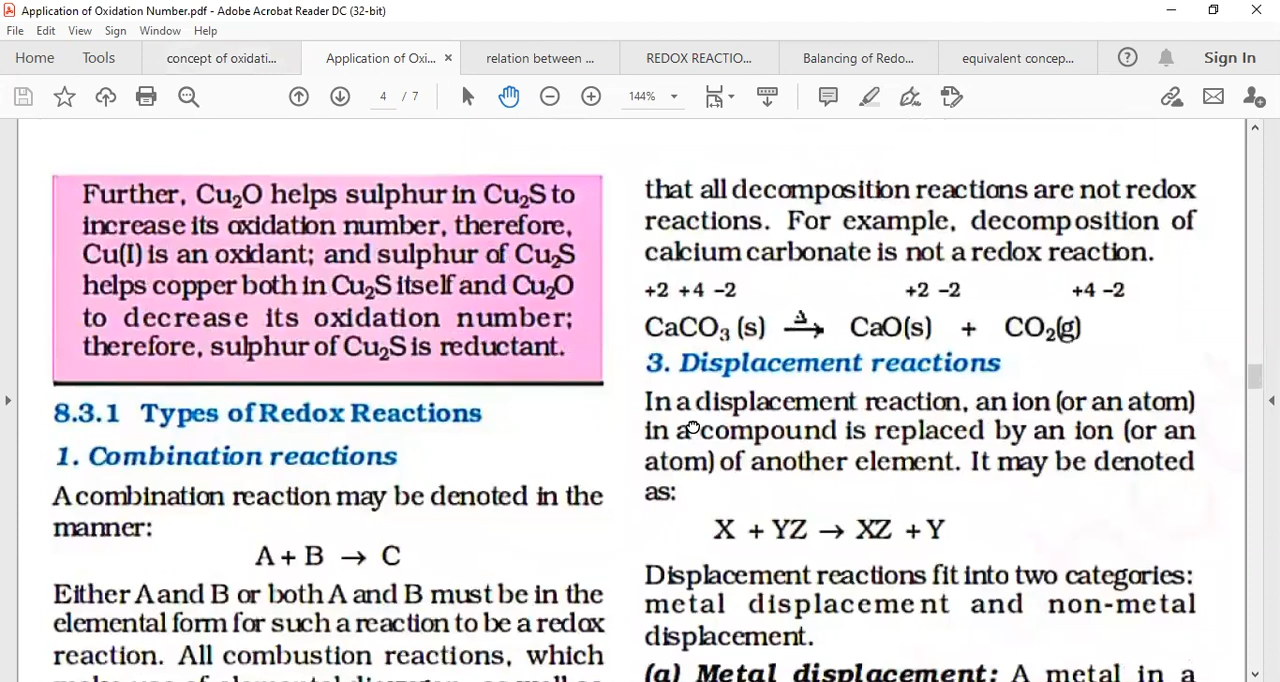 Application of Oxidation Number.pdf - Adobe Acrobat Reader DC (32-bit)
File Edit View Sign Window Help
Home Tools concept of oxidati... Application of Oxi... × relation between ... REDOX REACTIO... Balancing of Redo... equivalent concep... Sign In
4 / 7 144%
Further, Cu₂O helps sulphur in Cu₂S to
increase its oxidation number, therefore,
Cu(I) is an oxidant; and sulphur of Cu₂S
helps copper both in Cu₂S itself and Cu₂O
to decrease its oxidation number;
therefore, sulphur of Cu₂S is reductant.
8.3.1 Types of Redox Reactions
1. Combination reactions
A combination reaction may be denoted in the
manner:
A + B → C
Either A and B or both A and B must be in the
elemental form for such a reaction to be a redox
reaction. All combustion reactions, which
make use of elemental dioxygen, as well as
that all decomposition reactions are not redox
reactions. For example, decomposition of
calcium carbonate is not a redox reaction.
+2 +4 –2 +2 –2 +4 –2
CaCO₃ (s) Δ→ CaO(s) + CO₂(g)
3. Displacement reactions
In a displacement reaction, an ion (or an atom)
in a compound is replaced by an ion (or an
atom) of another element. It may be denoted
as:
X + YZ → XZ + Y
Displacement reactions fit into two categories:
metal displacement and non-metal
displacement.
(a) Metal displacement: A metal in a